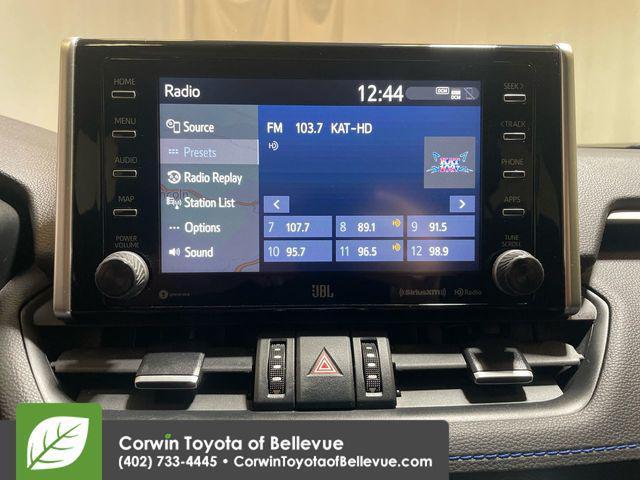 HOME
MENU
AUDIO
MAP
POWER
VOLUME
Radio
12:44
DCM
DCM
Source
Presets
Radio Replay
Station List
Options
Sound
FM 103.7 KAT-HD
7 107.7
8 89.1
9 91.5
10 95.7
11 96.5
12 98.9
SEEK >
< TRACK
PHONE
APPS
TUNE
SCROLL
JBL
((SiriusXM))
HD Radio
Corwin Toyota of Bellevue
(402) 733-4445 • CorwinToyotaofBellevue.com